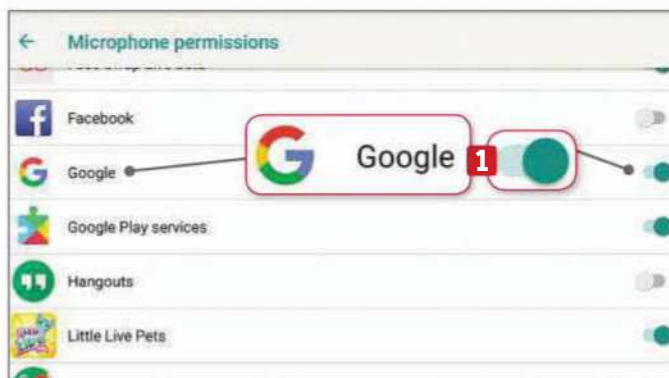 Microphone permissions
Facebook
Google
Google 1
Google Play services
Hangouts
Little Live Pets